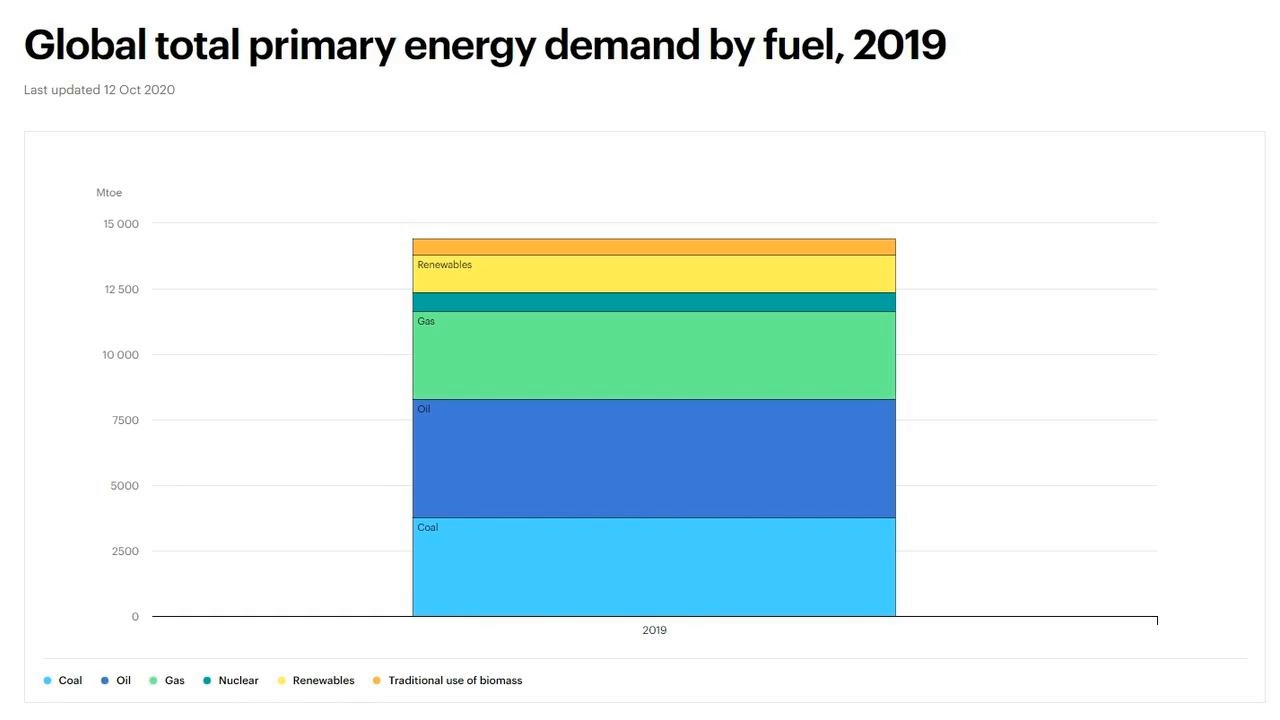 Global total primary energy demand by fuel, 2019
Last updated 12 Oct 2020
Mtoe
15 000
12 500
10 000
7500
5000
2500
0
Renewables
Gas
Oil
Coal
2019
Coal Oil Gas Nuclear Renewables Traditional use of biomass